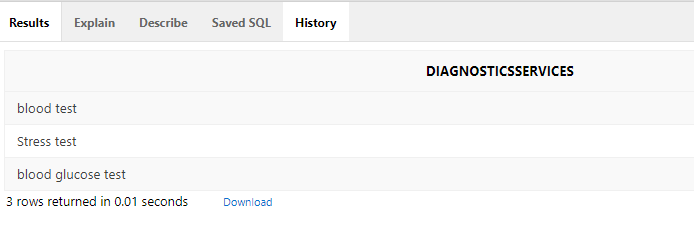 Results Explain Describe Saved SQL History
DIAGNOSTICSSERVICES
blood test
Stress test
blood glucose test
3 rows returned in 0.01 seconds Download